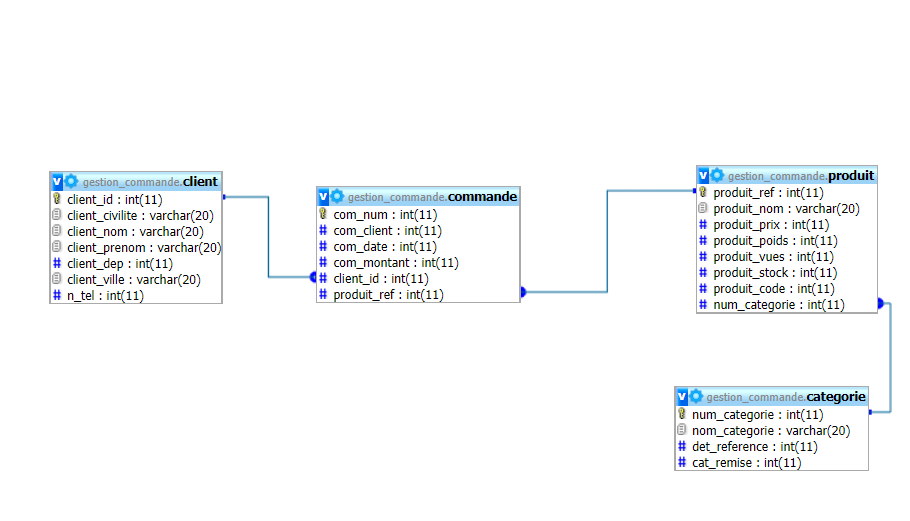 v gestion_commande.client
client_id : int(11)
client_civilite : varchar(20)
client_nom : varchar(20)
client_prenom : varchar(20)
# client_dep : int(11)
client_ville : varchar(20)
# n_tel : int(11)
v gestion_commande.commande
com_num : int(11)
# com_client : int(11)
# com_date : int(11)
# com_montant : int(11)
# client_id : int(11)
# produit_ref : int(11)
v gestion_commande.produit
produit_ref : int(11)
produit_nom : varchar(20)
# produit_prix : int(11)
# produit_poids : int(11)
# produit_vues : int(11)
# produit_stock : int(11)
# produit_code : int(11)
# num_categorie : int(11)
v gestion_commande.categorie
num_categorie : int(11)
nom_categorie : varchar(20)
# det_reference : int(11)
# cat_remise : int(11)